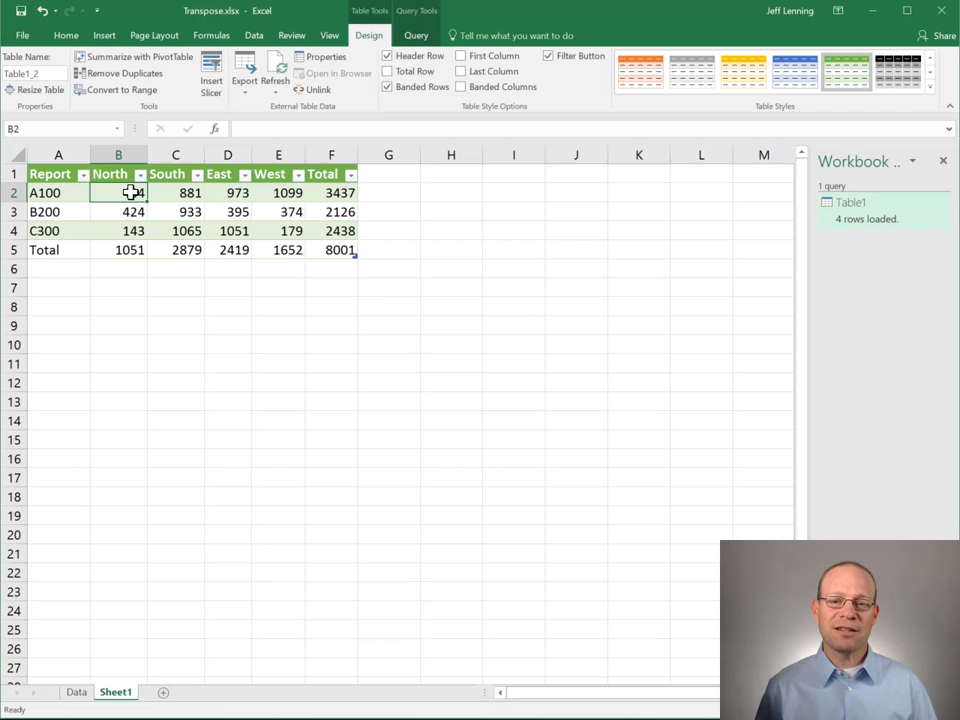 Transpose.xlsx - Excel
Table Tools
Query Tools
Jeff Lenning
File Home Insert Page Layout Formulas Data Review View Design Query Tell me what you want to do Share
Table Name:
Table1_2
Resize Table
Properties
Summarize with PivotTable
Remove Duplicates
Convert to Range
Tools
Insert
Slicer
Export Refresh
Properties
Open in Browser
Unlink
External Table Data
Header Row First Column Filter Button
Total Row Last Column
Banded Rows Banded Columns
Table Style Options
Table Styles
B2 fx
A B C D E F G H I J K L M
1 Report North South East West Total
2 A100 4 881 973 1099 3437
3 B200 424 933 395 374 2126
4 C300 143 1065 1051 179 2438
5 Total 1051 2879 2419 1652 8001
6
7
8
9
10
11
12
13
14
15
16
17
18
19
20
21
22
23
24
25
26
27
Workbook ..
1 query
Table1
4 rows loaded.
Data Sheet1
Ready